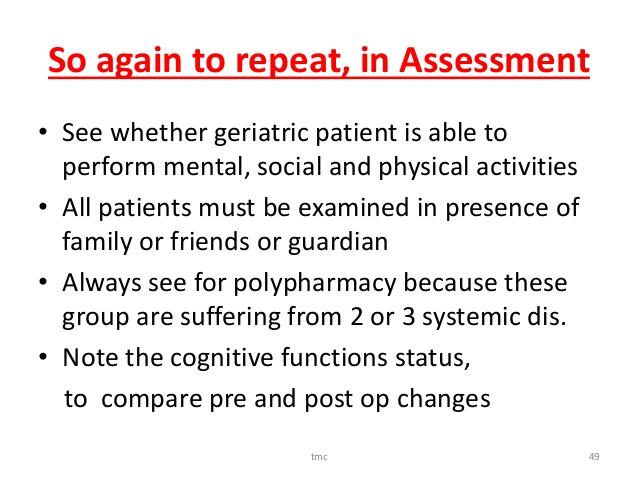 So again to repeat, in Assessment
• See whether geriatric patient is able to
perform mental, social and physical activities
• All patients must be examined in presence of
family or friends or guardian
• Always see for polypharmacy because these
group are suffering from 2 or 3 systemic dis.
• Note the cognitive functions status,
to compare pre and post op changes
tmc
49